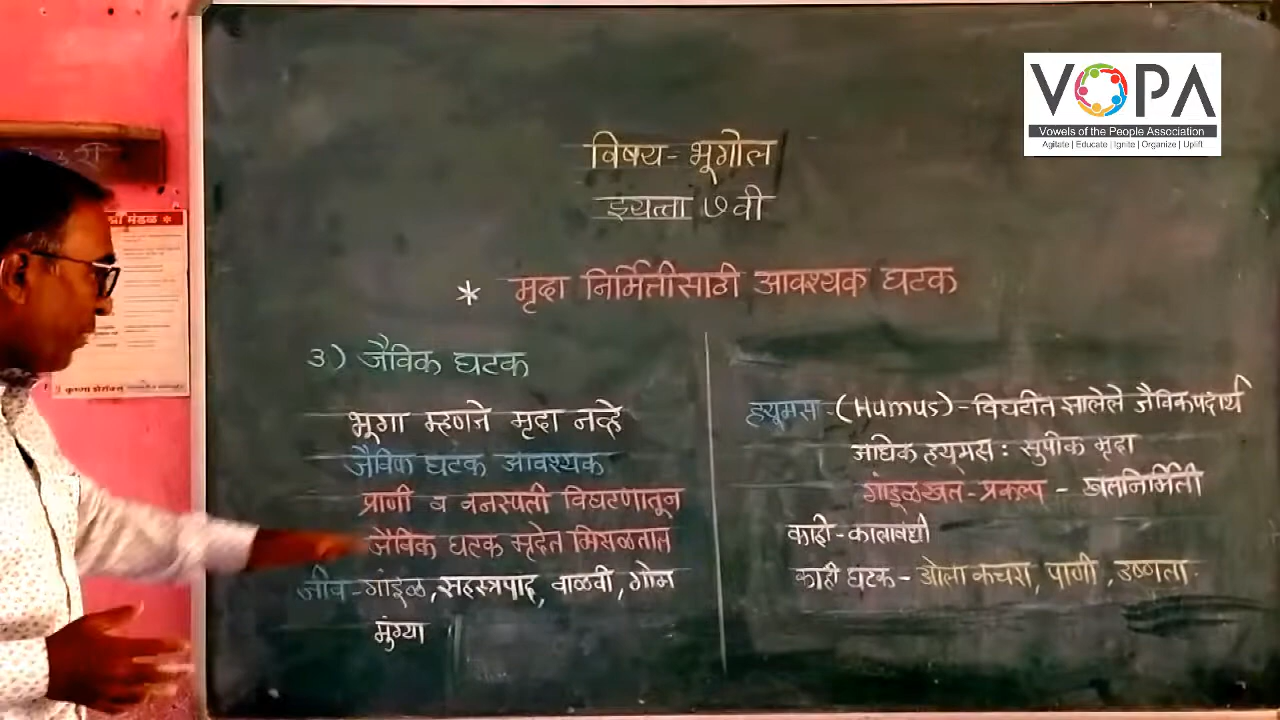 VOPA
Vowels of the People Association
Agitate | Educate | Ignite | Organize | Uplift
विषय - भूगोल
इयत्ता ७ वी
* मृदा निर्मितीसाठी आवश्यक घटक
३) जैविक घटक
भूगा म्हणजे मृदा नव्हे
जैविक घटक आवश्यक
प्राणी व वनस्पती विघटणातून
जैविक घटक मृदेत मिसळतात
जीव - गांडूळ, सहस्त्रपाद, वाळवी, गोम
मुंग्या
ह्यूमस - (Humus) - विघटीत झालेले जैविकपदार्थ
अधिक ह्यूमस : सुपीक मृदा
गांडूळखत - प्रकल्प - खतनिर्मिती
काही - कालावधी
काही घटक - ओला कचरा, पाणी, उष्णता.
श्री मंडळ *